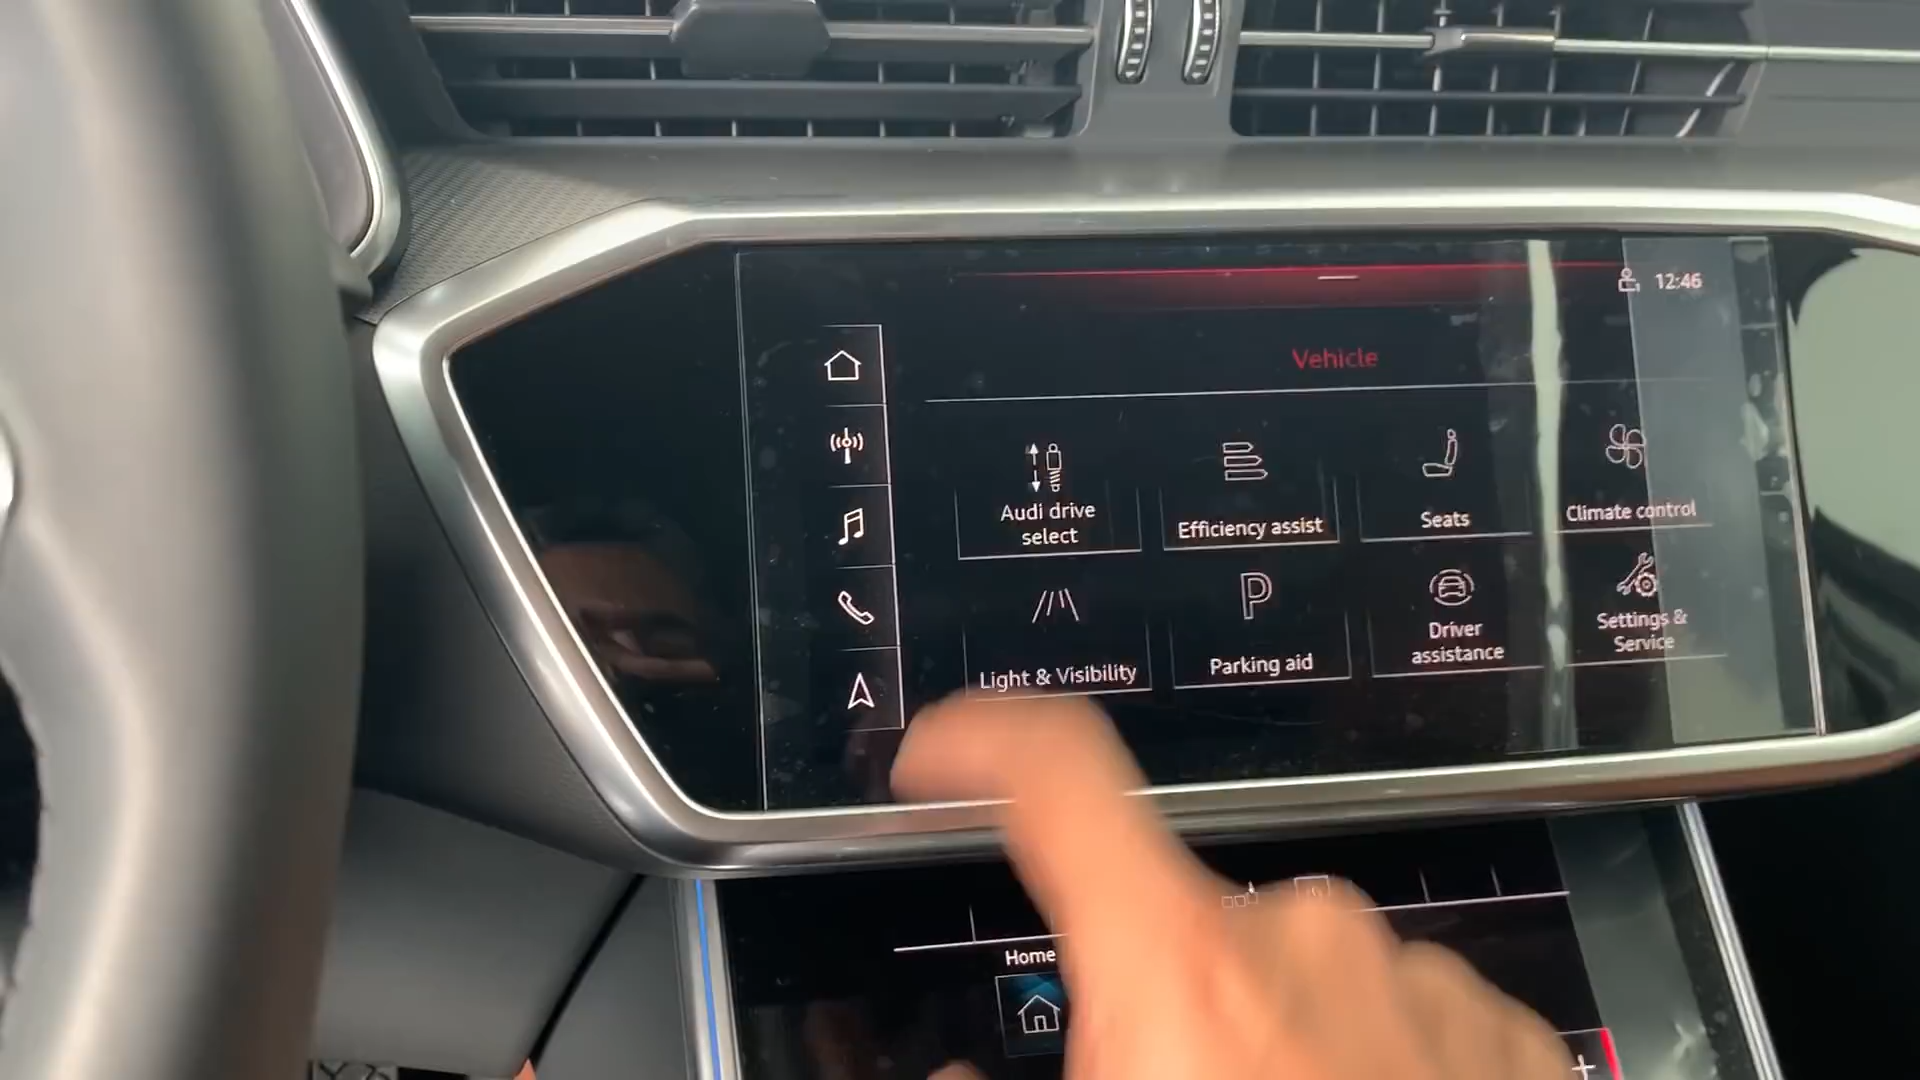 12:46
Vehicle
Audi drive
select
Efficiency assist
Seats
Climate control
Light & Visibility
P
Parking aid
Driver
assistance
Settings &
Service
Home